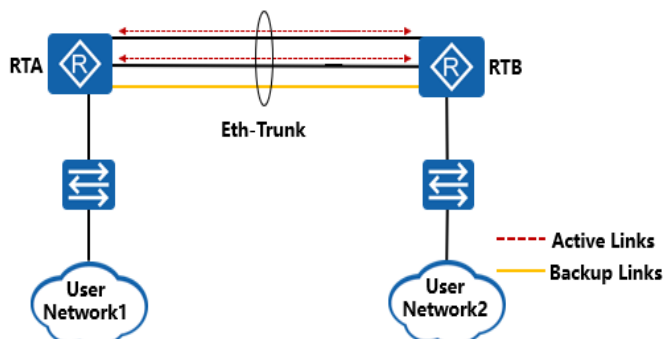 RTA
R
R
RTB
Eth-Trunk
Active Links
Backup Links
User
Network1
User
Network2